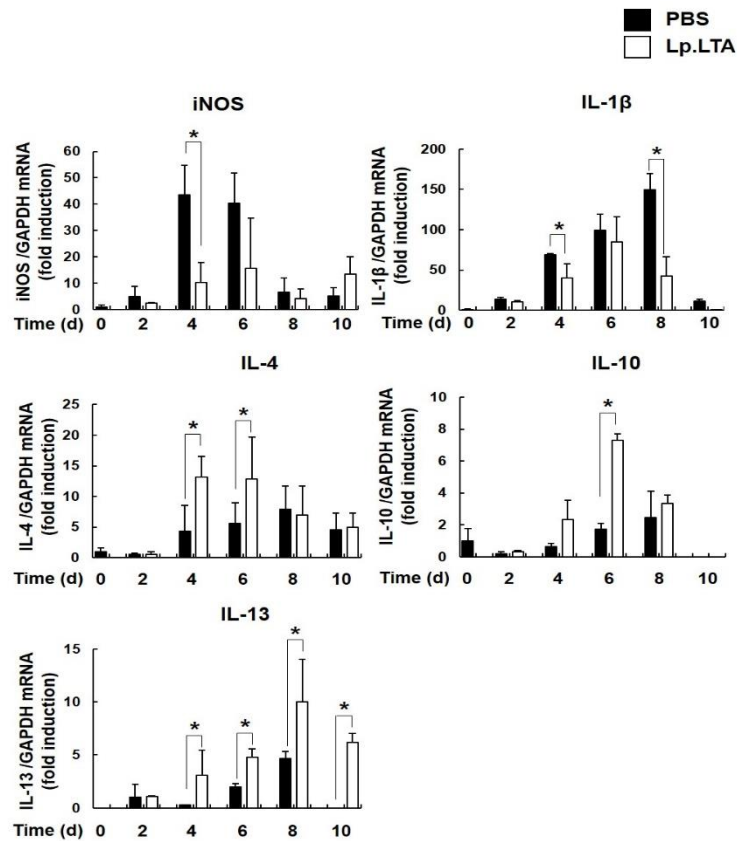 PBS
Lp.LTA
iNOS
iNOS /GAPDH mRNA
(fold induction)
60
50
40
30
20
10
0
*
Time (d) 0 2 4 6 8 10
IL-1β
IL-1β /GAPDH mRNA
(fold induction)
200
150
100
50
0
*
*
Time (d) 0 2 4 6 8 10
IL-4
IL-4 /GAPDH mRNA
(fold induction)
25
20
15
10
5
0
*
*
Time (d) 0 2 4 6 8 10
IL-10
IL-10 /GAPDH mRNA
(fold induction)
8
6
4
2
0
*
Time (d) 0 2 4 6 8 10
IL-13
IL-13 /GAPDH mRNA
(fold induction)
15
10
5
0
*
*
*
*
Time (d) 0 2 4 6 8 10